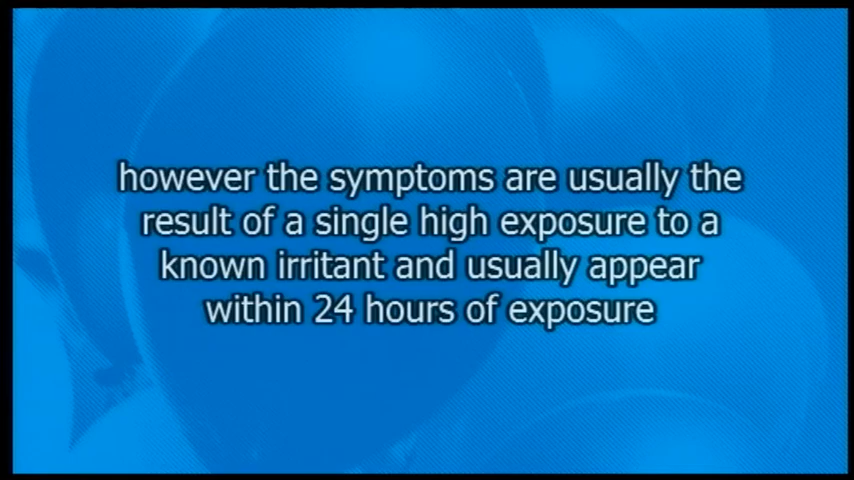 however the symptoms are usually the
result of a single high exposure to a
known irritant and usually appear
within 24 hours of exposure